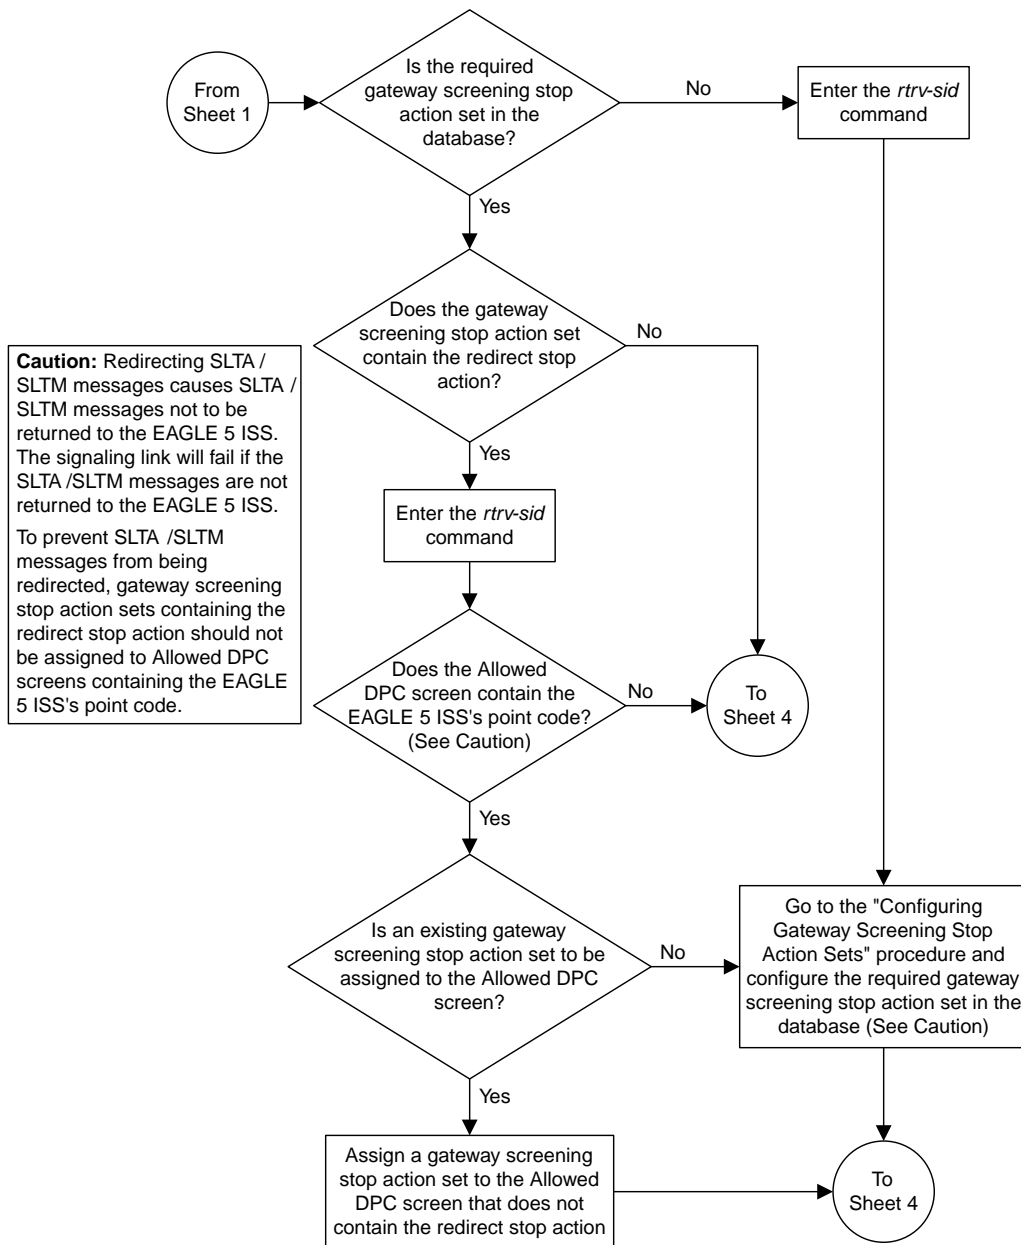 From
Sheet 1
Is the required
gateway screening stop
action set in the
database?
No
Enter the rtrv-sid
command
Yes
Does the gateway
screening stop action set
contain the redirect stop
action?
No
Yes
Caution: Redirecting SLTA /
SLTM messages causes SLTA /
SLTM messages not to be
returned to the EAGLE 5 ISS.
The signaling link will fail if the
SLTA /SLTM messages are not
returned to the EAGLE 5 ISS.
To prevent SLTA /SLTM
messages from being
redirected, gateway screening
stop action sets containing the
redirect stop action should not
be assigned to Allowed DPC
screens containing the EAGLE
5 ISS's point code.
Enter the rtrv-sid
command
Does the Allowed
DPC screen contain the
EAGLE 5 ISS's point code?
(See Caution)
No
To
Sheet 4
Yes
Is an existing gateway
screening stop action set to be
assigned to the Allowed DPC
screen?
No
Go to the "Configuring
Gateway Screening Stop
Action Sets" procedure and
configure the required gateway
screening stop action set in the
database (See Caution)
Yes
Assign a gateway screening
stop action set to the Allowed
DPC screen that does not
contain the redirect stop action
To
Sheet 4